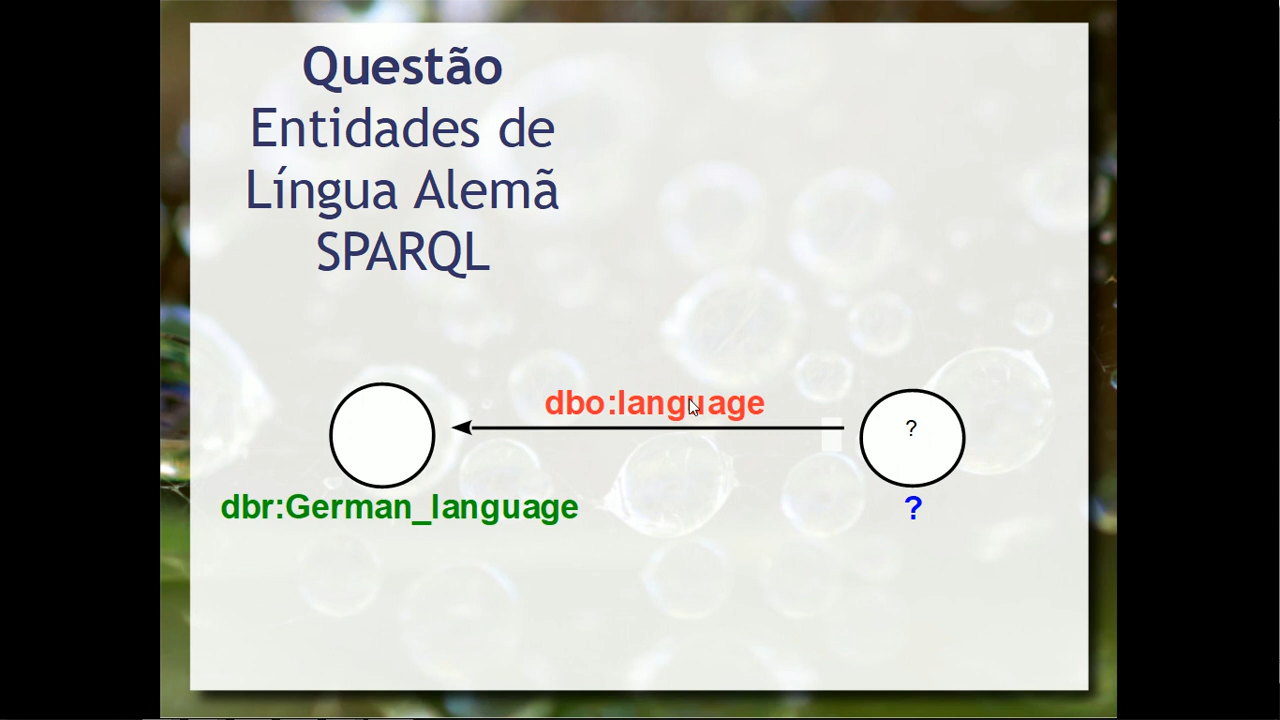 Questão
Entidades de
Língua Alemã
SPARQL
dbo:language
?
dbr:German_language
?